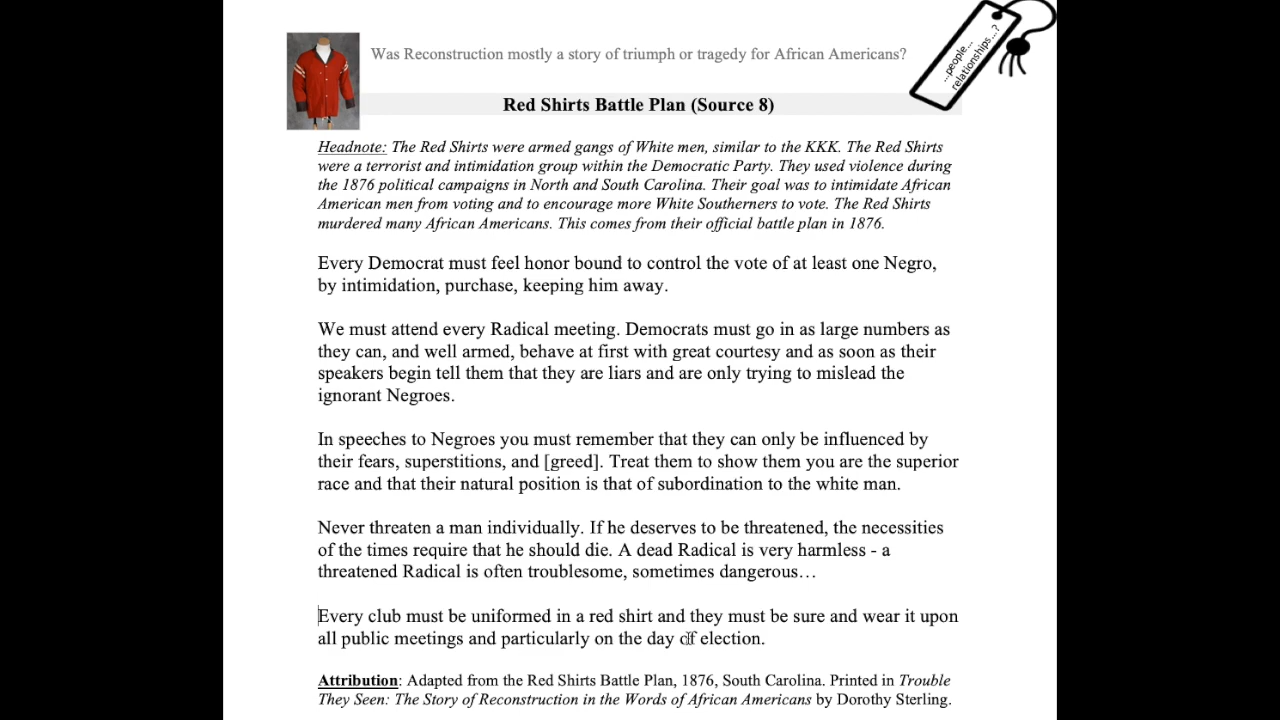 Was Reconstruction mostly a story of triumph or tragedy for African Americans?
...people...
relationships...?
Red Shirts Battle Plan (Source 8)
Headnote: The Red Shirts were armed gangs of White men, similar to the KKK. The Red Shirts
were a terrorist and intimidation group within the Democratic Party. They used violence during
the 1876 political campaigns in North and South Carolina. Their goal was to intimidate African
American men from voting and to encourage more White Southerners to vote. The Red Shirts
murdered many African Americans. This comes from their official battle plan in 1876.
Every Democrat must feel honor bound to control the vote of at least one Negro,
by intimidation, purchase, keeping him away.
We must attend every Radical meeting. Democrats must go in as large numbers as
they can, and well armed, behave at first with great courtesy and as soon as their
speakers begin tell them that they are liars and are only trying to mislead the
ignorant Negroes.
In speeches to Negroes you must remember that they can only be influenced by
their fears, superstitions, and [greed]. Treat them to show them you are the superior
race and that their natural position is that of subordination to the white man.
Never threaten a man individually. If he deserves to be threatened, the necessities
of the times require that he should die. A dead Radical is very harmless - a
threatened Radical is often troublesome, sometimes dangerous…
Every club must be uniformed in a red shirt and they must be sure and wear it upon
all public meetings and particularly on the day of election.
Attribution: Adapted from the Red Shirts Battle Plan, 1876, South Carolina. Printed in Trouble
They Seen: The Story of Reconstruction in the Words of African Americans by Dorothy Sterling.